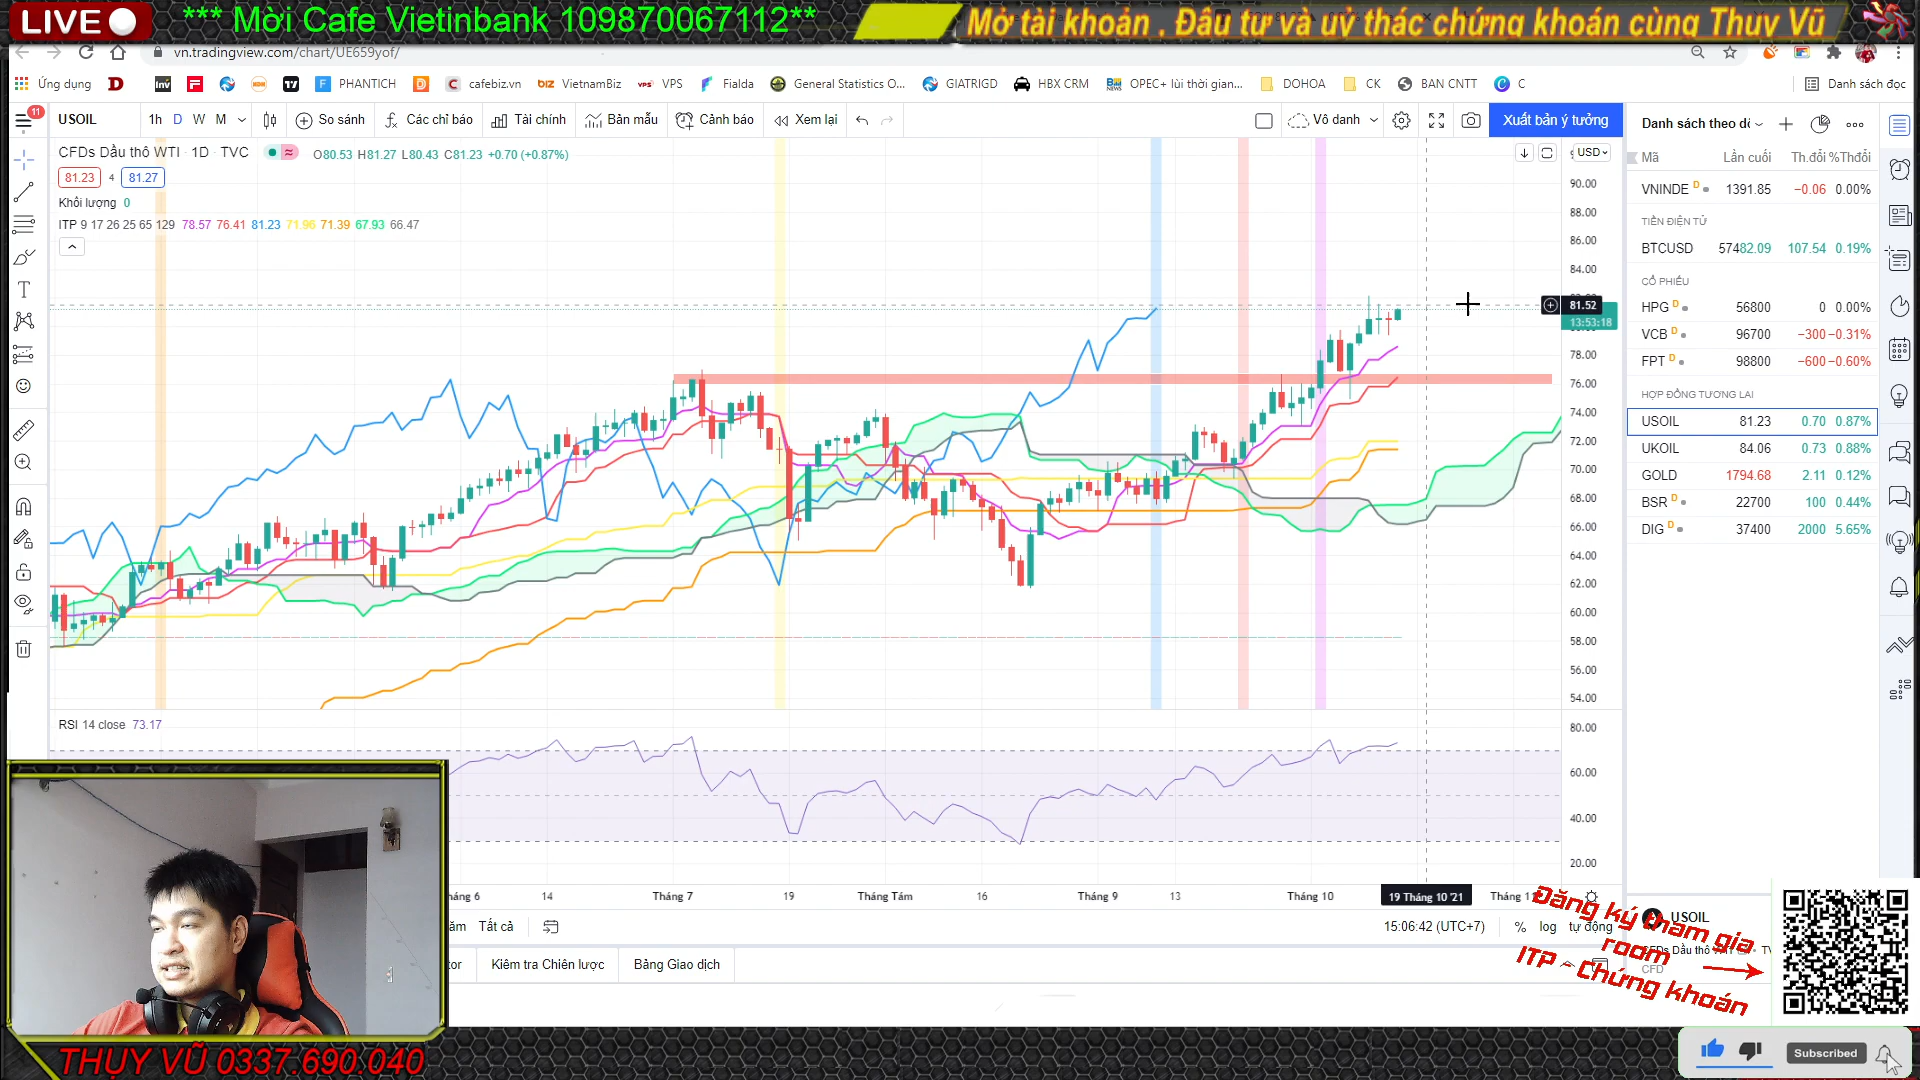 LIVE
*** Mời Cafe Vietinbank 109870067112**
Mở tài khoản . Đầu tư và uỷ thác chứng khoán cùng Thuỵ Vũ
vn.tradingview.com/chart/UE659yof/
Ứng dụng
PHANTICH
cafebiz.vn
VietnamBiz
VPS
Fialda
General Statistics O...
GIATRIGD
HBX CRM
OPEC+ lùi thời gian...
DOHOA
CK
BAN CNTT
C
Danh sách đọc
11
USOIL
1h D W M
So sánh
Các chỉ báo
Tài chính
Bản mẫu
Cảnh báo
Xem lại
Vô danh
Xuất bản ý tưởng
Danh sách theo dõ
CFDs Dầu thô WTI · 1D · TVC
O80.53 H81.27 L80.43 C81.23 +0.70 (+0.87%)
81.23 4 81.27
Khối lượng 0
ITP 9 17 26 25 65 129 78.57 76.41 81.23 71.96 71.39 67.93 66.47
USD
90.00
88.00
86.00
84.00
81.52
13:53:18
78.00
76.00
74.00
72.00
70.00
68.00
66.00
64.00
62.00
60.00
58.00
56.00
54.00
Mã Lần cuối Th.đổi %Thđổi
VNINDE D 1391.85 −0.06 0.00%
TIỀN ĐIỆN TỬ
BTCUSD 57482.09 107.54 0.19%
CỔ PHIẾU
HPG D 56800 0 0.00%
VCB D 96700 −300 −0.31%
FPT D 98800 −600 −0.60%
HỢP ĐỒNG TƯƠNG LAI
USOIL 81.23 0.70 0.87%
UKOIL 84.06 0.73 0.88%
GOLD 1794.68 2.11 0.12%
BSR D 22700 100 0.44%
DIG D 37400 2000 5.65%
RSI 14 close 73.17
80.00
60.00
40.00
20.00
14 Tháng 7 19 Tháng Tám 16 Tháng 9 13 Tháng 10 19 Tháng 10 '21
Tất cả
15:06:42 (UTC+7) % log tự động
Kiểm tra Chiến lược
Bảng Giao dịch
USOIL
CFD
Đăng ký tham gia
room
ITP - Chứng khoán
THUỴ VŨ 0337.690.040
Subscribed